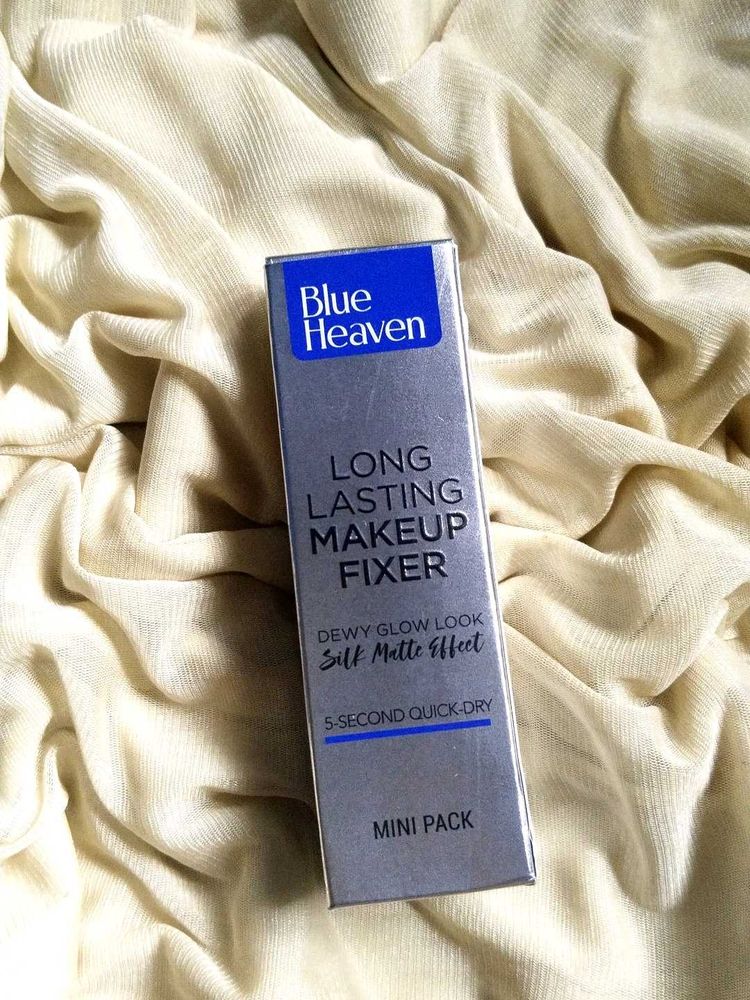 Blue
Heaven
LONG
LASTING
MAKEUP
FIXER
DEWY GLOW LOOK
Silk Matte Effect
5-SECOND QUICK-DRY
MINI PACK